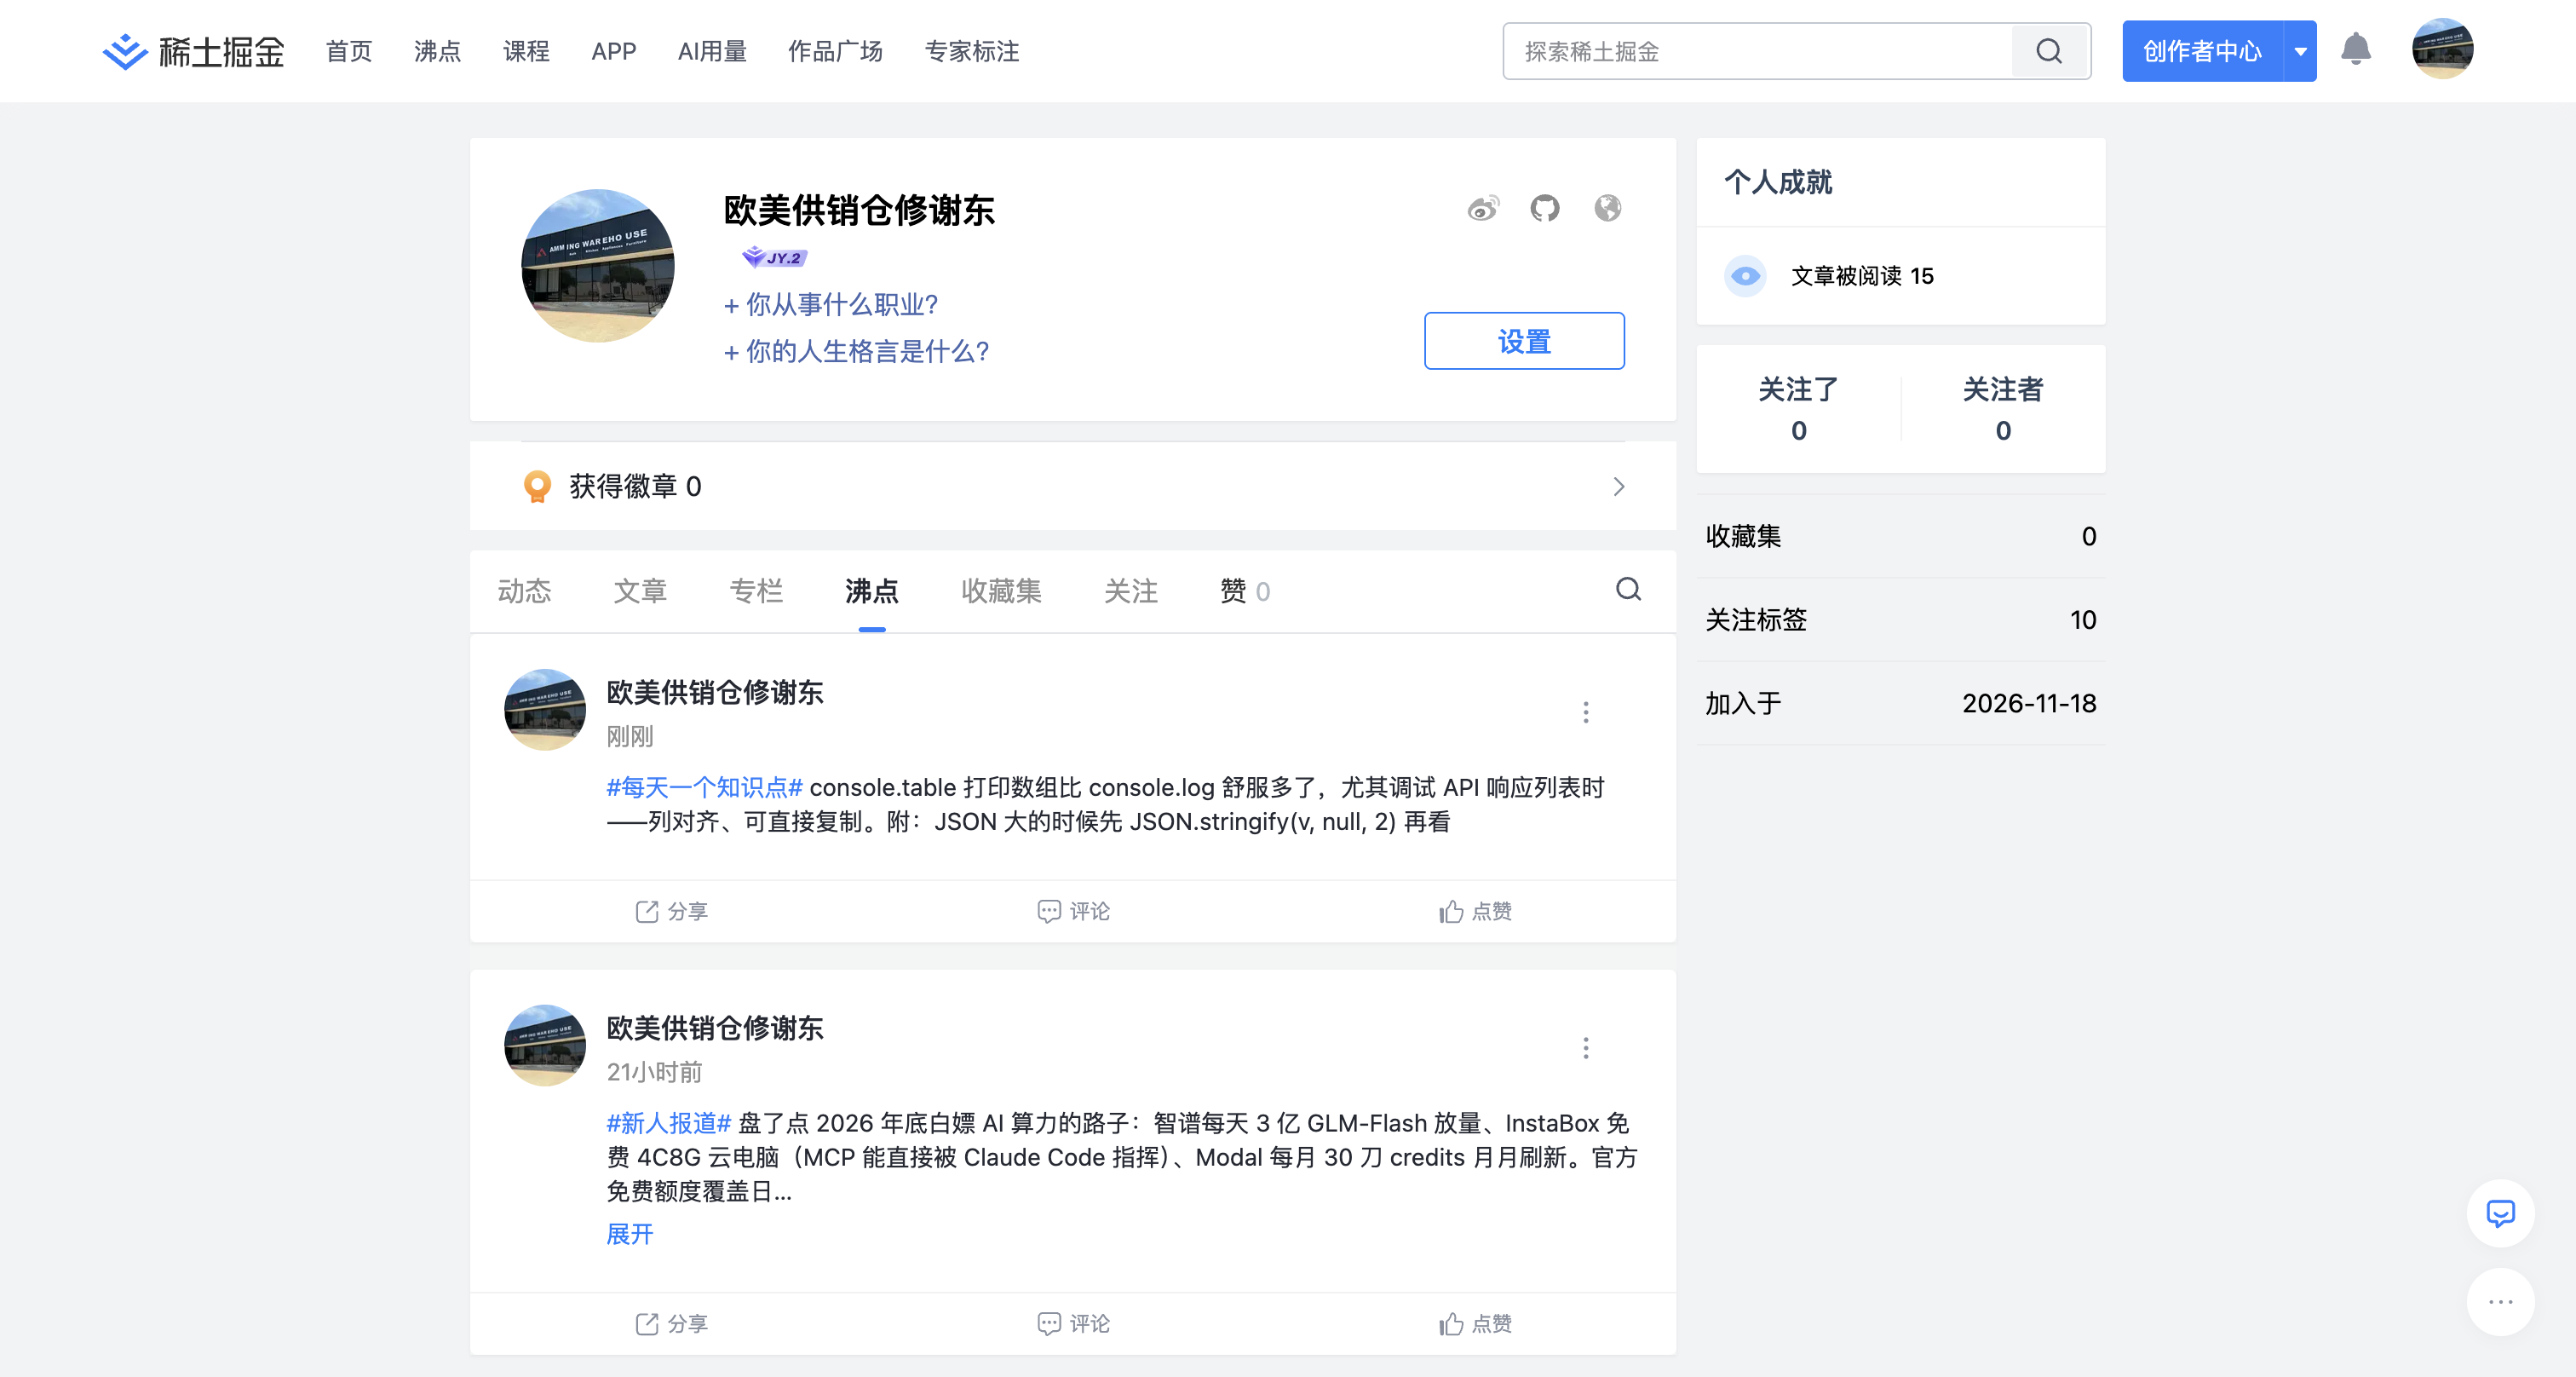 稀土掘金 首页 沸点 课程 APP AI用量 作品广场 专家标注 探索稀土掘金 创作者中心
AMM ING WAREHO USE
欧美供销仓修谢东
JY.2
+ 你从事什么职业?
+ 你的人生格言是什么?
设置
获得徽章 0
动态 文章 专栏 沸点 收藏集 关注 赞 0
欧美供销仓修谢东
刚刚
#每天一个知识点# console.table 打印数组比 console.log 舒服多了，尤其调试 API 响应列表时
——列对齐、可直接复制。附：JSON 大的时候先 JSON.stringify(v, null, 2) 再看
分享 评论 点赞
欧美供销仓修谢东
21小时前
#新人报道# 盘了点 2026 年底白嫖 AI 算力的路子：智谱每天 3 亿 GLM-Flash 放量、InstaBox 免
费 4C8G 云电脑（MCP 能直接被 Claude Code 指挥）、Modal 每月 30 刀 credits 月月刷新。官方
免费额度覆盖日...
展开
分享 评论 点赞
个人成就
文章被阅读 15
关注了 关注者
0 0
收藏集 0
关注标签 10
加入于 2026-11-18